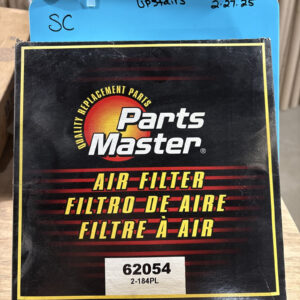 Upstairs 2.27.25
SC
QUALITY REPLACEMENT PARTS
Parts
Master®
AIR FILTER
FILTRO DE AIRE
FILTRE À AIR
62054
2-184PL